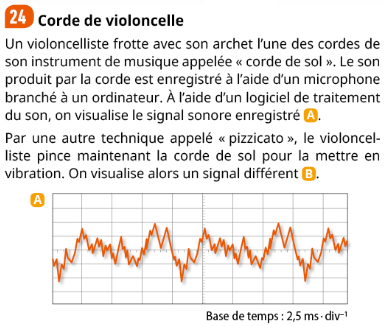 24 Corde de violoncelle
Un violoncelliste frotte avec son archet l'une des cordes de
son instrument de musique appelée « corde de sol ». Le son
produit par la corde est enregistré à l'aide d'un microphone
branché à un ordinateur. À l'aide d'un logiciel de traitement
du son, on visualise le signal sonore enregistré A.
Par une autre technique appelé « pizzicato », le violoncel-
liste pince maintenant la corde de sol pour la mettre en
vibration. On visualise alors un signal différent B.
A
Base de temps : 2,5 ms·div⁻¹